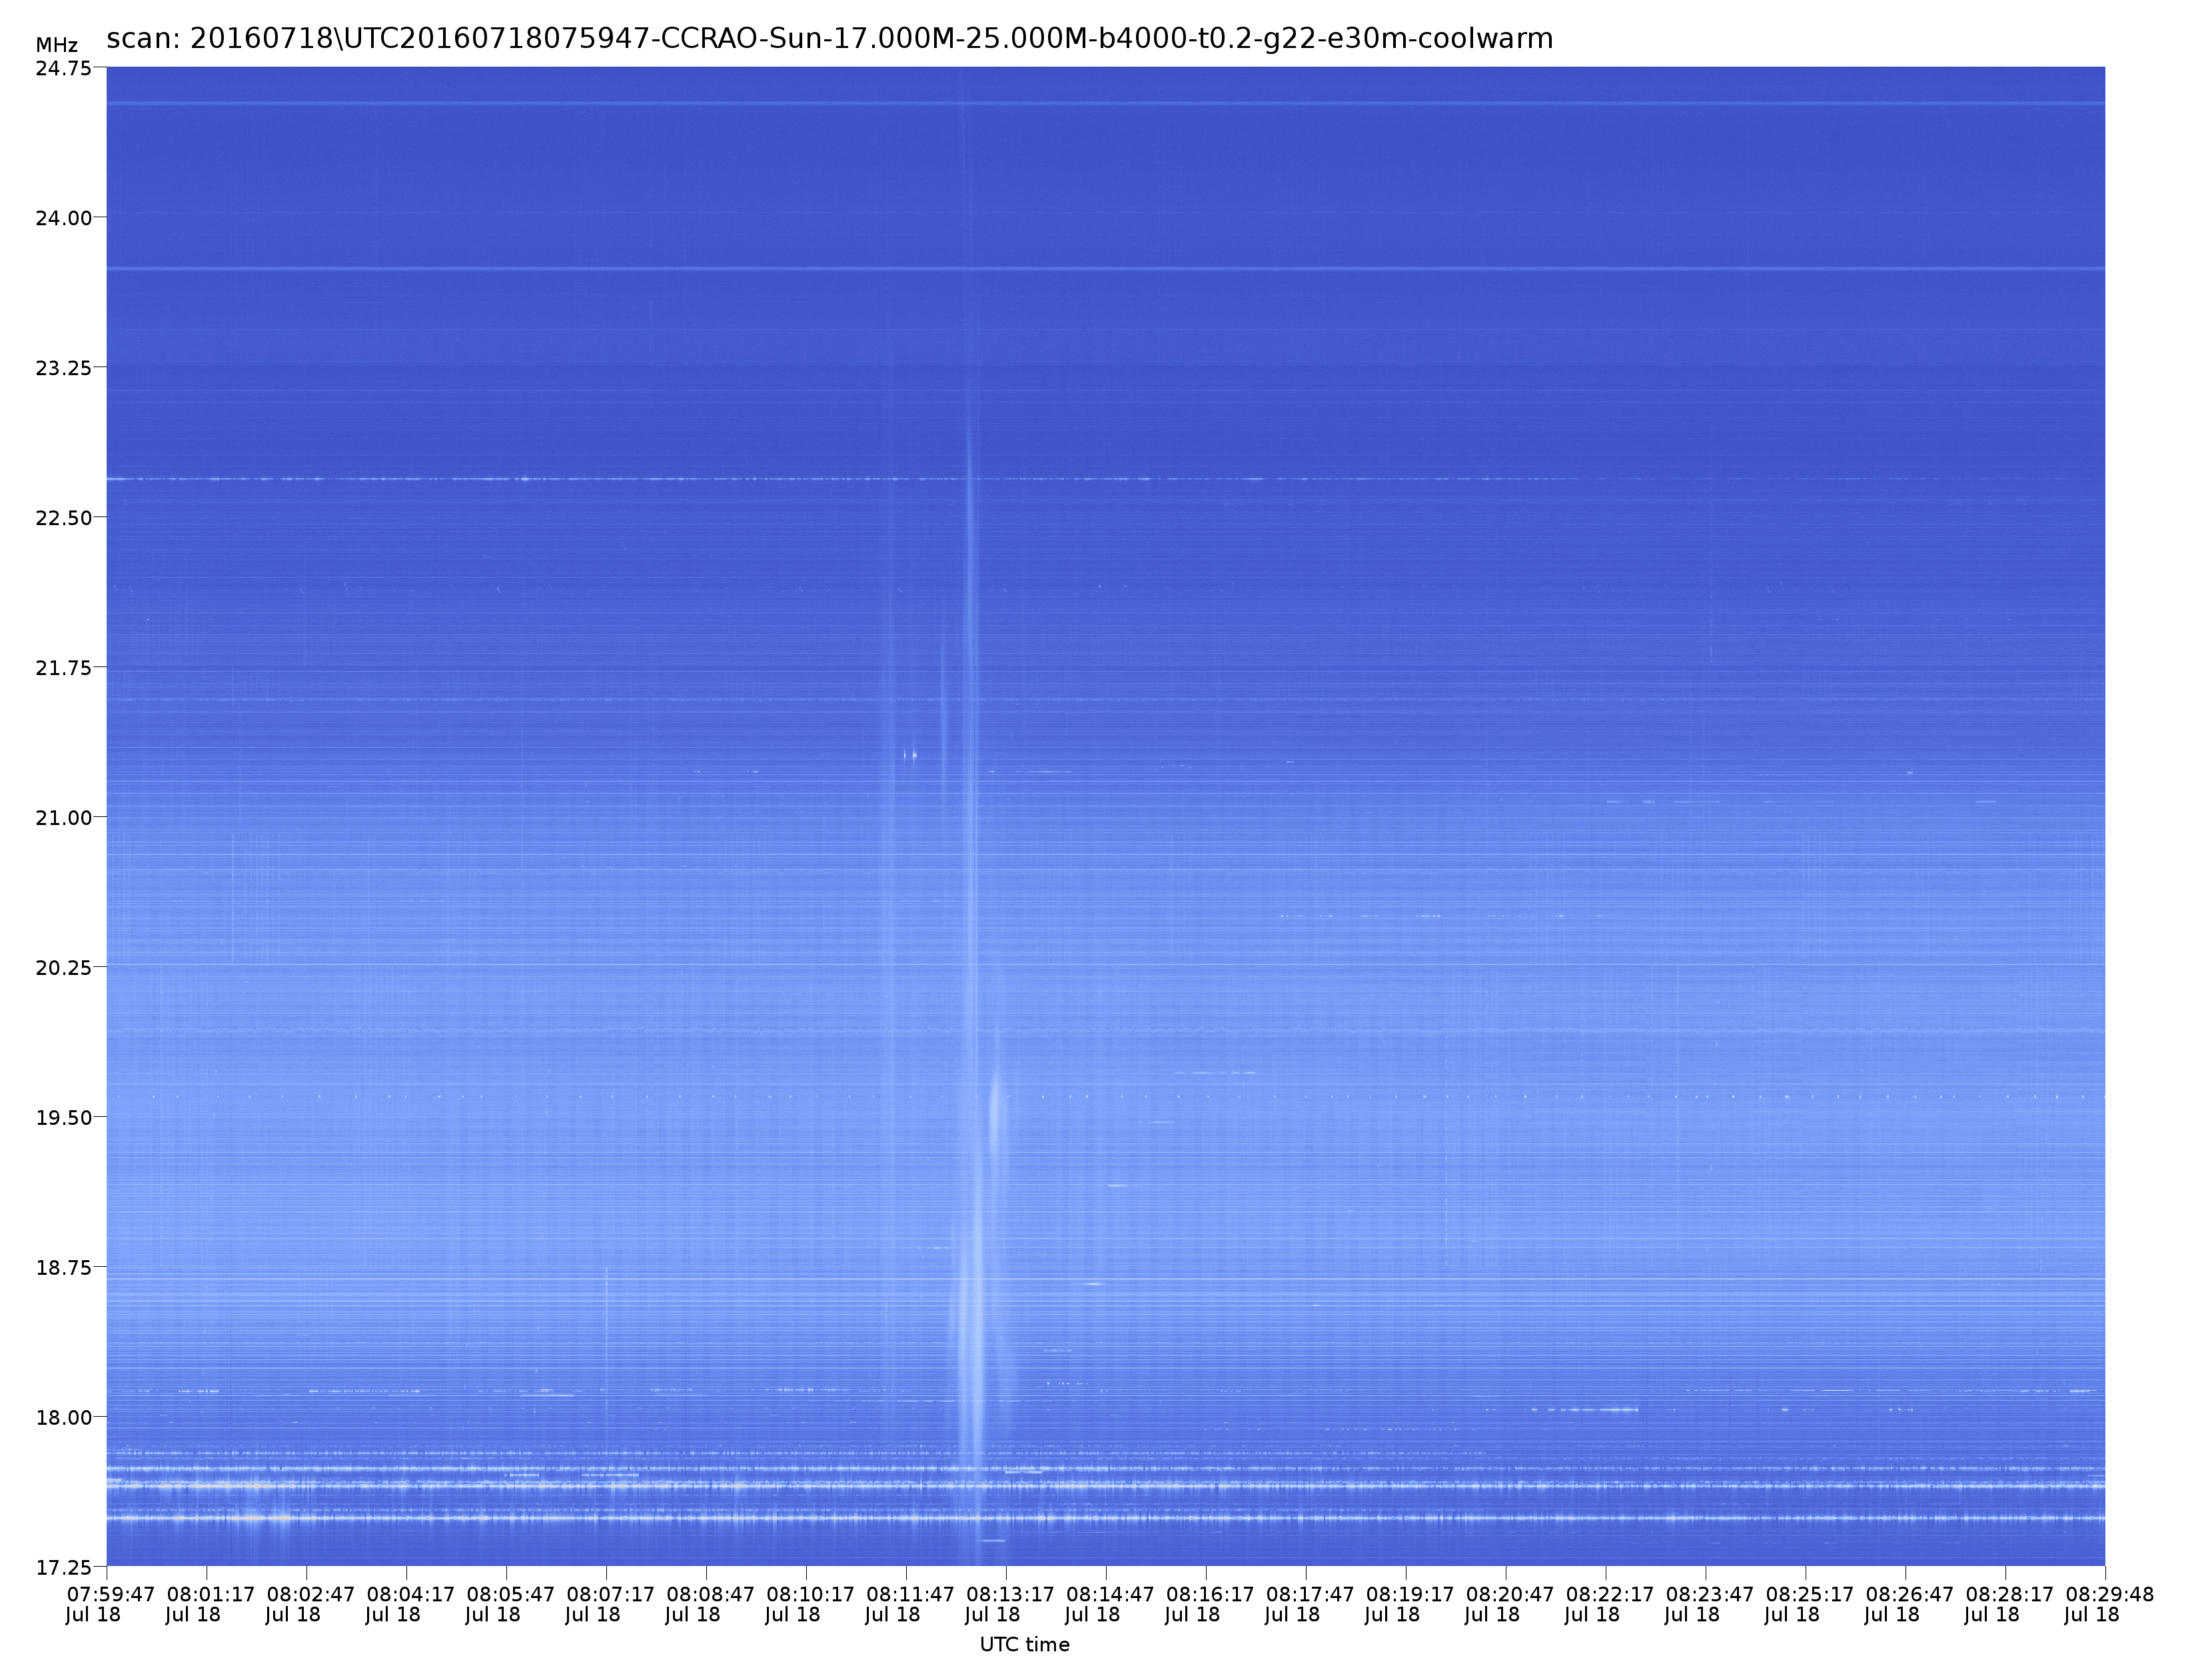 MHz scan: 20160718\UTC20160718075947-CCRAO-Sun-17.000M-25.000M-b4000-t0.2-g22-e30m-coolwarm
24.75
24.00
23.25
22.50
21.75
21.00
20.25
19.50
18.75
18.00
17.25
07:59:47 08:01:17 08:02:47 08:04:17 08:05:47 08:07:17 08:08:47 08:10:17 08:11:47 08:13:17 08:14:47 08:16:17 08:17:47 08:19:17 08:20:47 08:22:17 08:23:47 08:25:17 08:26:47 08:28:17 08:29:48
Jul 18 Jul 18 Jul 18 Jul 18 Jul 18 Jul 18 Jul 18 Jul 18 Jul 18 Jul 18 Jul 18 Jul 18 Jul 18 Jul 18 Jul 18 Jul 18 Jul 18 Jul 18 Jul 18 Jul 18 Jul 18
UTC time